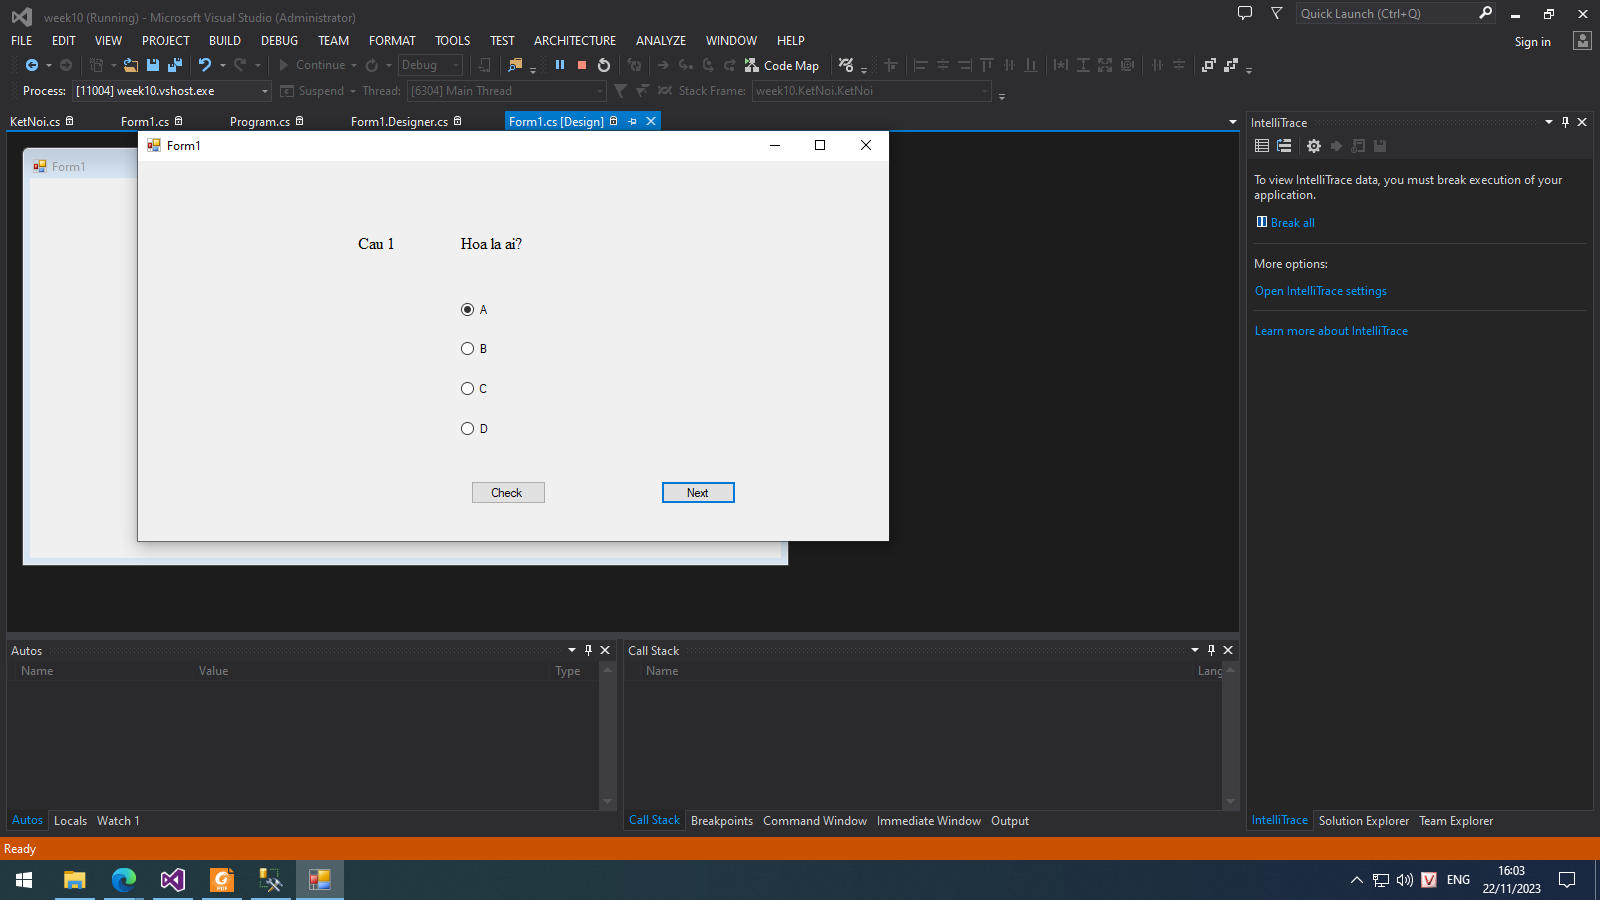 week10 (Running) - Microsoft Visual Studio (Administrator)
Quick Launch (Ctrl+Q)
FILE EDIT VIEW PROJECT BUILD DEBUG TEAM FORMAT TOOLS TEST ARCHITECTURE ANALYZE WINDOW HELP
Sign in
Continue Debug Code Map
Process: [11004] week10.vshost.exe Suspend Thread: [6304] Main Thread Stack Frame: week10.KetNoi.KetNoi
KetNoi.cs Form1.cs Program.cs Form1.Designer.cs Form1.cs [Design]
Form1
Form1
Cau 1 Hoa la ai?
A
B
C
D
Check Next
IntelliTrace
To view IntelliTrace data, you must break execution of your
application.
Break all
More options:
Open IntelliTrace settings
Learn more about IntelliTrace
Autos
Name Value Type
Call Stack
Name Lang
Autos Locals Watch 1
Call Stack Breakpoints Command Window Immediate Window Output
IntelliTrace Solution Explorer Team Explorer
Ready
PDF
V ENG
16:03
22/11/2023